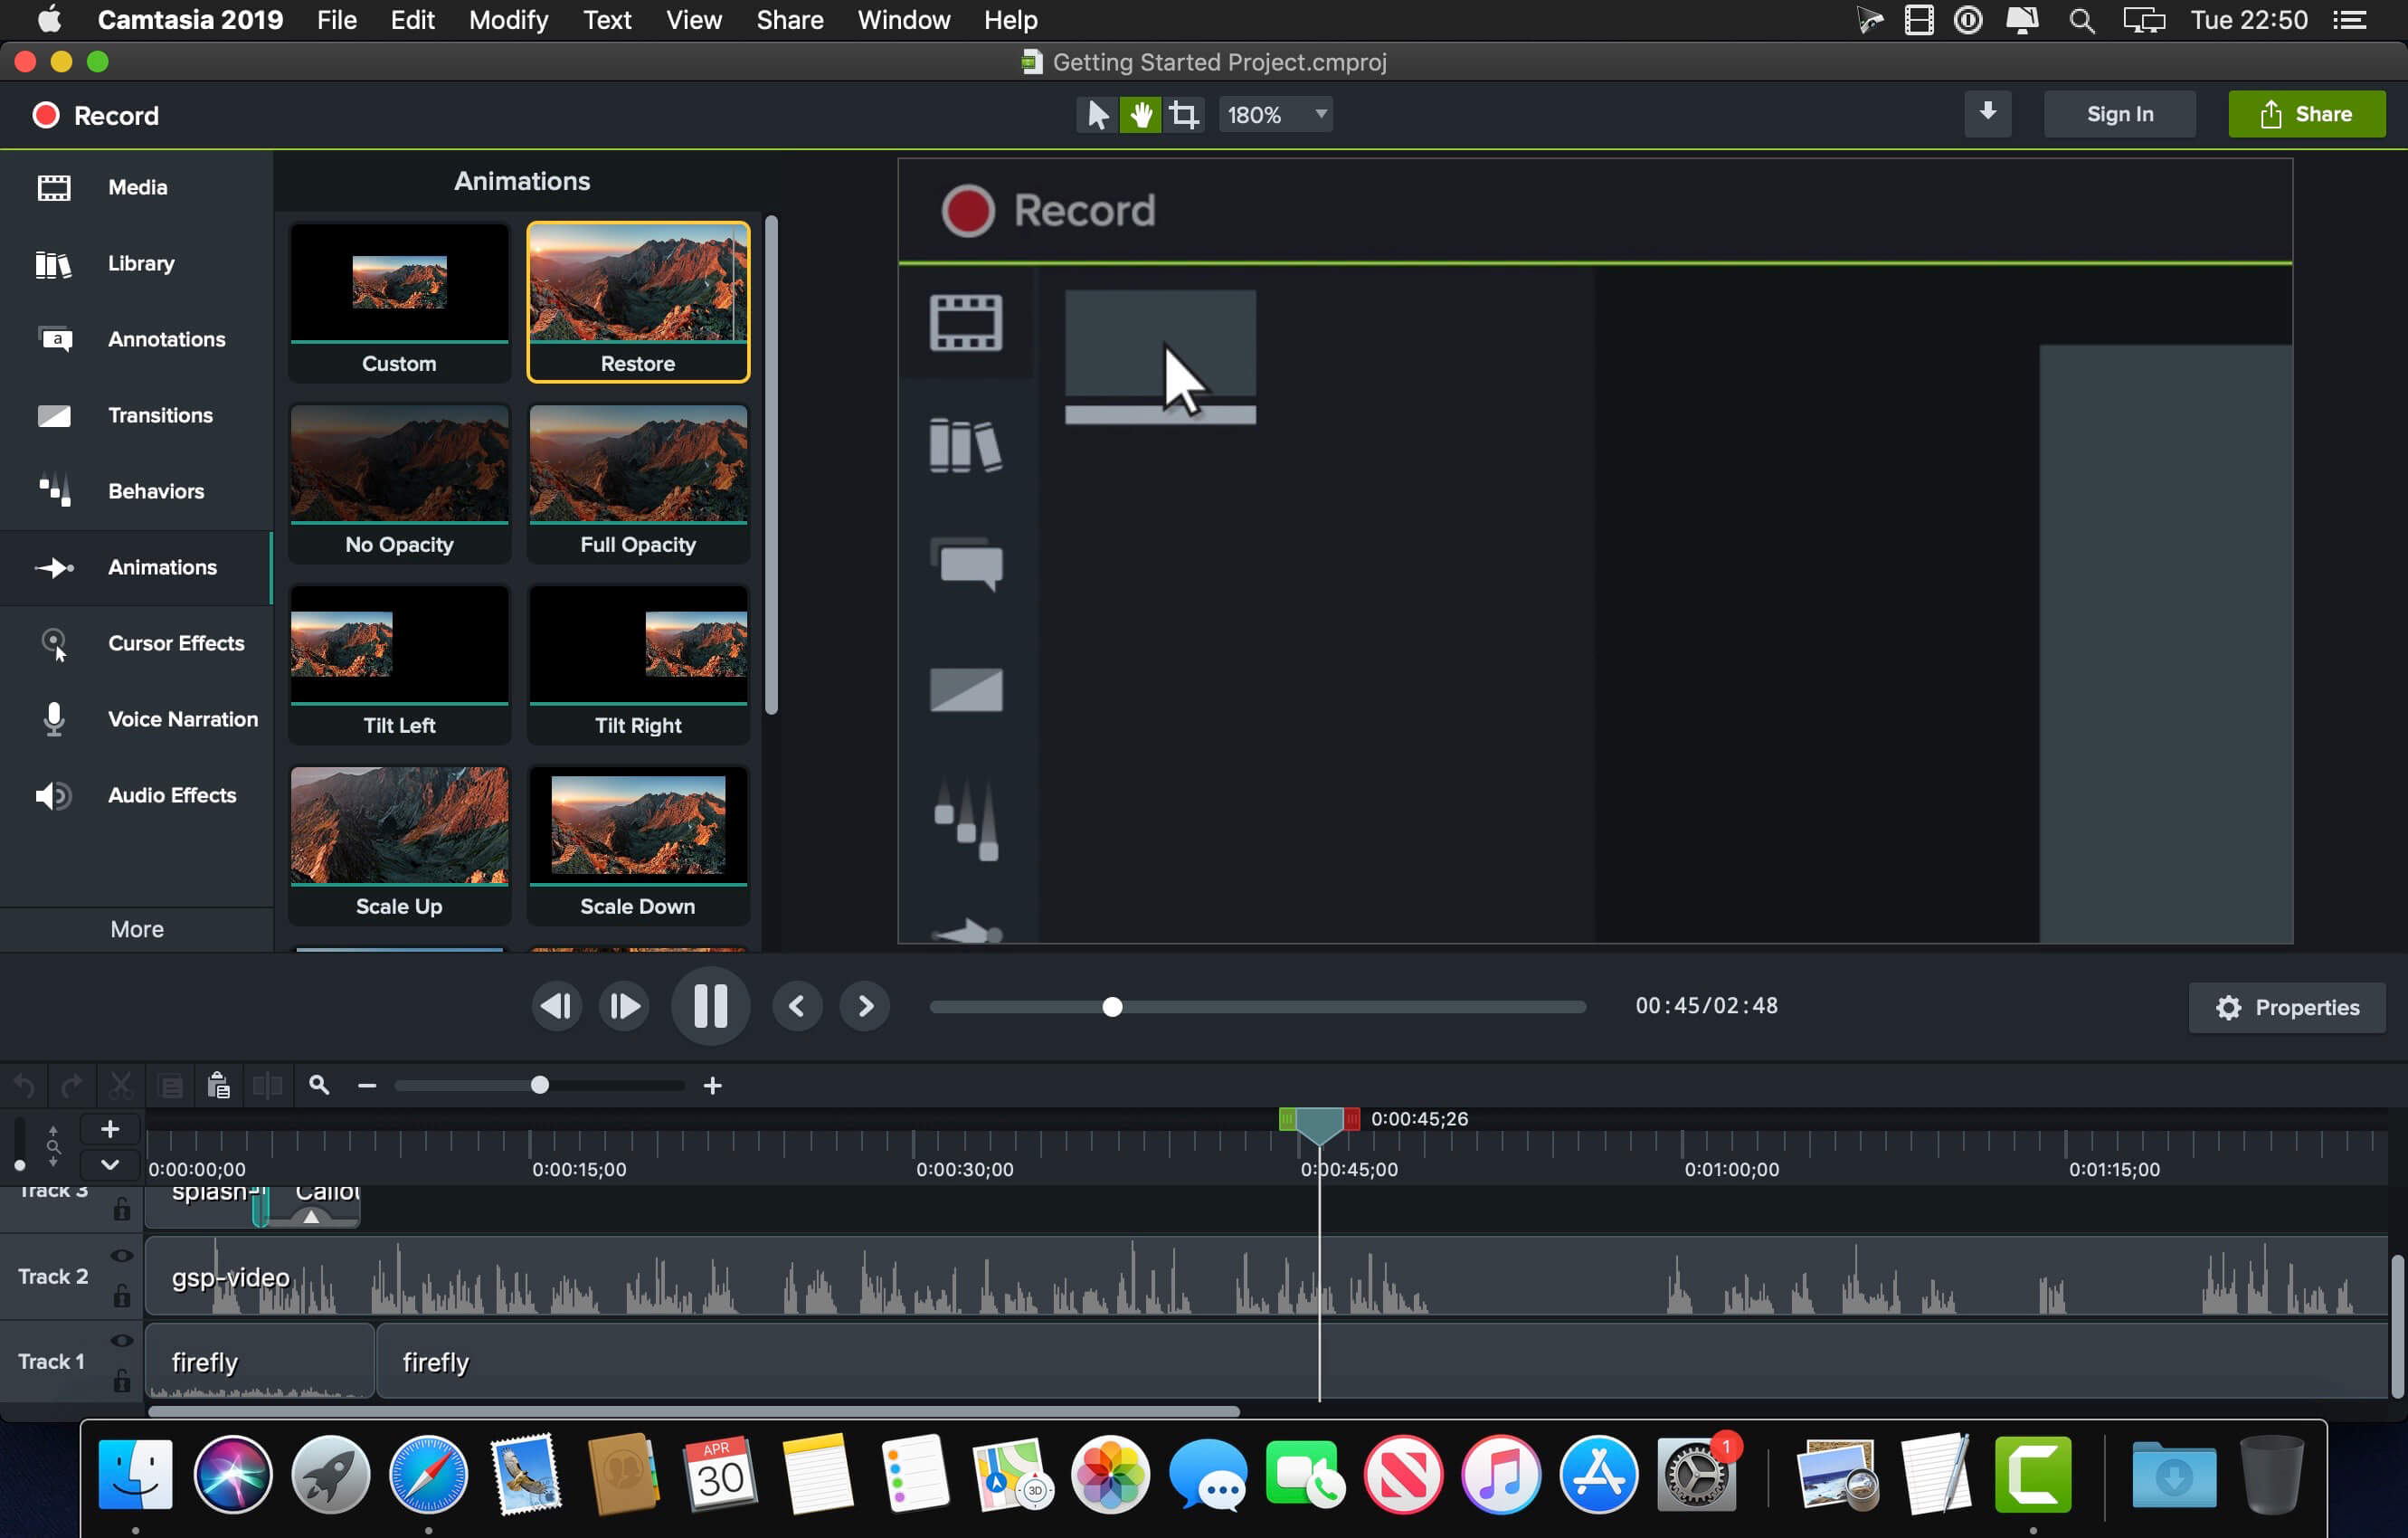 Camtasia 2019 File Edit Modify Text View Share Window Help Tue 22:50
Getting Started Project.cmproj
Record 180% Sign In Share
Media
Library
Annotations
Transitions
Behaviors
Animations
Cursor Effects
Voice Narration
Audio Effects
More
Animations
Custom Restore
No Opacity Full Opacity
Tilt Left Tilt Right
Scale Up Scale Down
Record
00:45/02:48
Properties
0:00:45;26
0:00:00;00 0:00:15;00 0:00:30;00 0:00:45;00 0:01:00;00 0:01:15;00
Track 3 splash-
Track 2 gsp-video
Track 1 firefly firefly
APR
30
3D
1